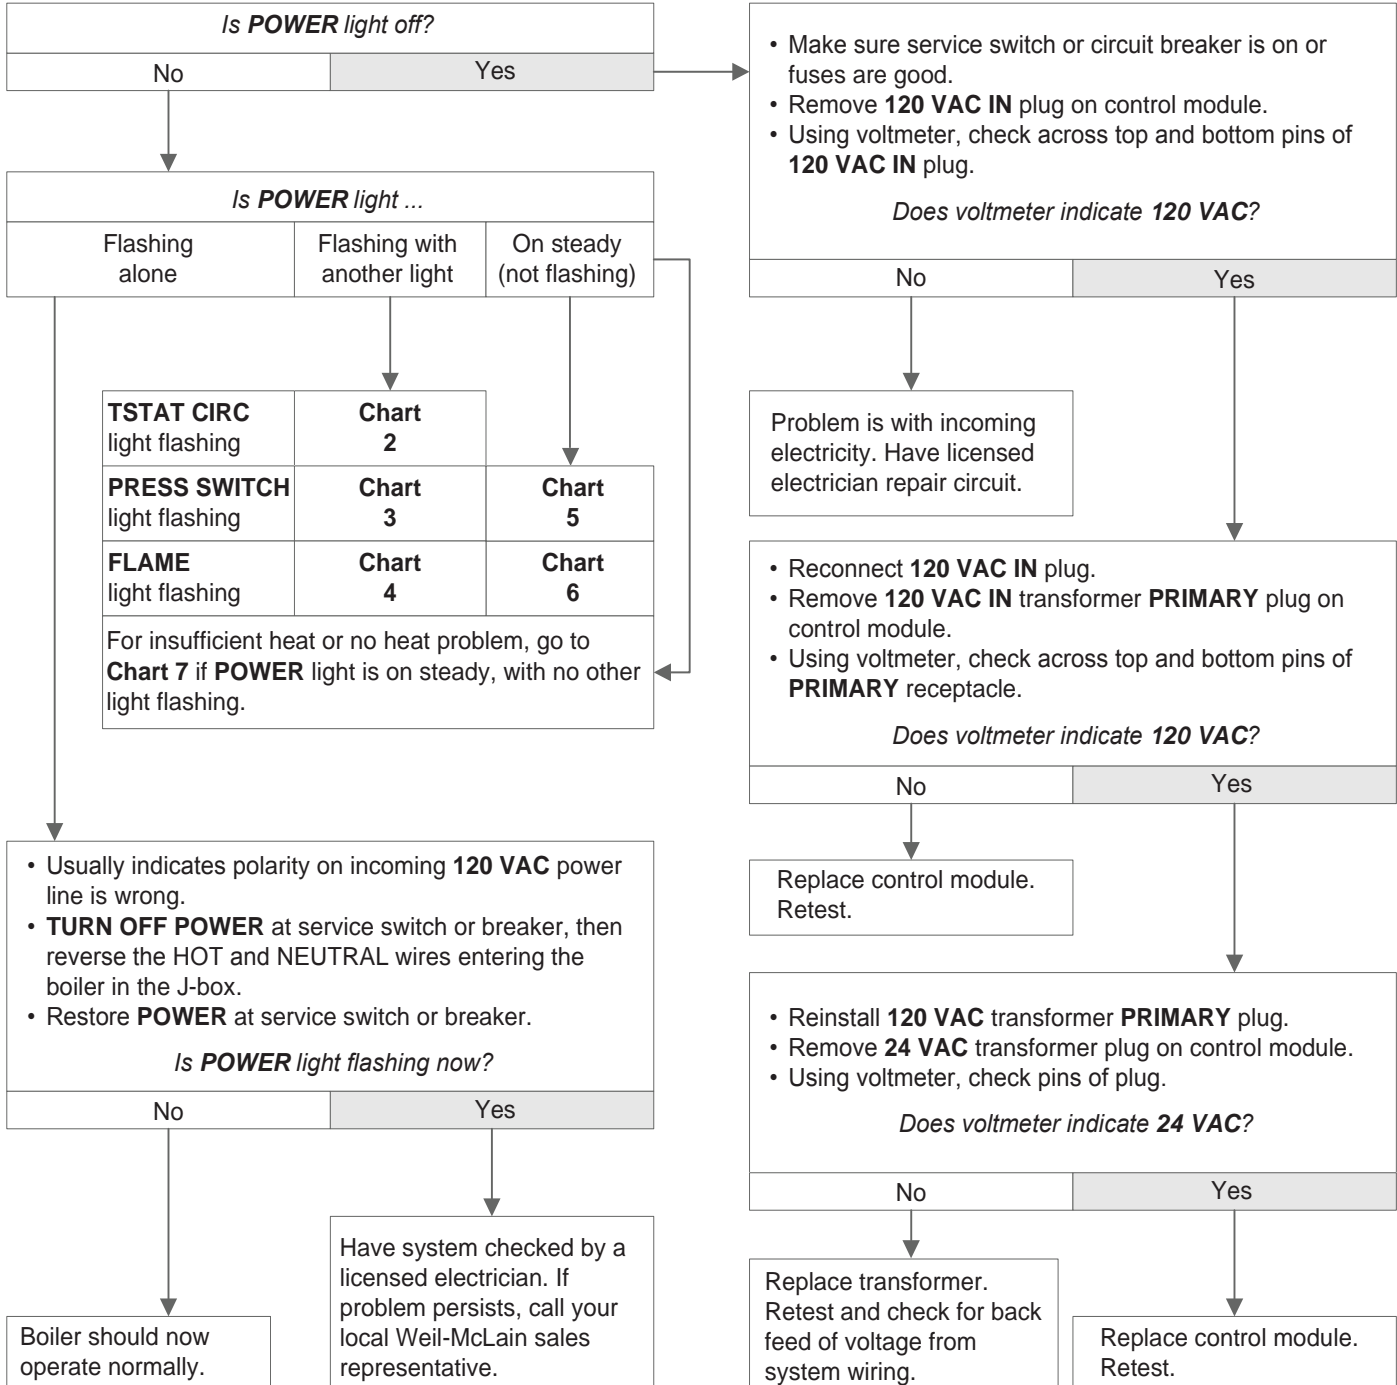 Is POWER light off?
No
Yes
Is POWER light ...
Flashing
alone
Flashing with
another light
On steady
(not flashing)
TSTAT CIRC
light flashing
Chart
2
PRESS SWITCH
light flashing
Chart
3
Chart
5
FLAME
light flashing
Chart
4
Chart
6
For insufficient heat or no heat problem, go to
Chart 7 if POWER light is on steady, with no other
light flashing.
• Usually indicates polarity on incoming 120 VAC power
line is wrong.
• TURN OFF POWER at service switch or breaker, then
reverse the HOT and NEUTRAL wires entering the
boiler in the J-box.
• Restore POWER at service switch or breaker.
Is POWER light flashing now?
No
Yes
Boiler should now
operate normally.
Have system checked by a
licensed electrician. If
problem persists, call your
local Weil-McLain sales
representative.
• Make sure service switch or circuit breaker is on or
fuses are good.
• Remove 120 VAC IN plug on control module.
• Using voltmeter, check across top and bottom pins of
120 VAC IN plug.
Does voltmeter indicate 120 VAC?
No
Yes
Problem is with incoming
electricity. Have licensed
electrician repair circuit.
• Reconnect 120 VAC IN plug.
• Remove 120 VAC IN transformer PRIMARY plug on
control module.
• Using voltmeter, check across top and bottom pins of
PRIMARY receptacle.
Does voltmeter indicate 120 VAC?
No
Yes
Replace control module.
Retest.
• Reinstall 120 VAC transformer PRIMARY plug.
• Remove 24 VAC transformer plug on control module.
• Using voltmeter, check pins of plug.
Does voltmeter indicate 24 VAC?
No
Yes
Replace transformer.
Retest and check for back
feed of voltage from
system wiring.
Replace control module.
Retest.